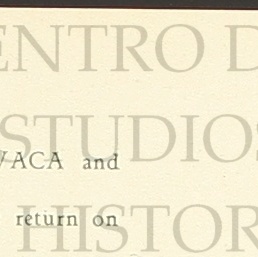 ENTRO D
STUDIOS
VACA and
return on
HISTOR